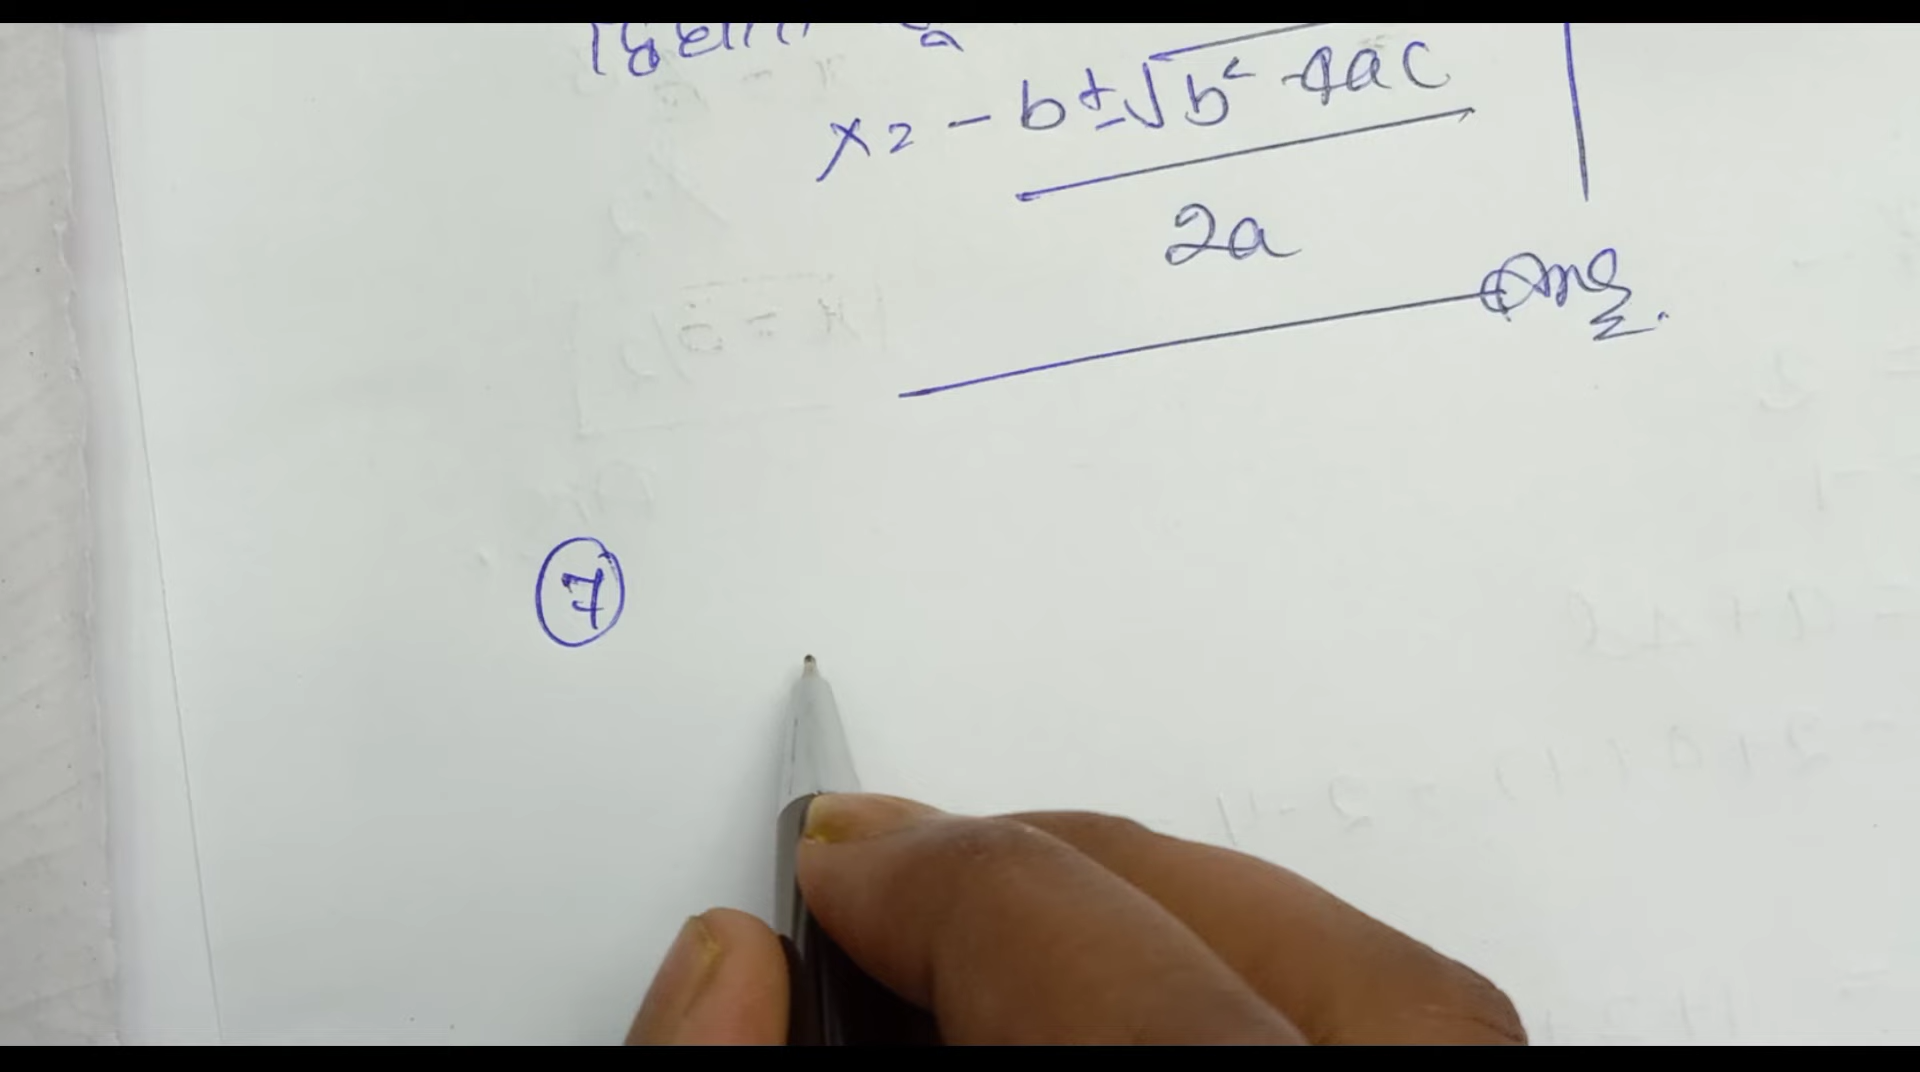 x = - b ± √b² - 4ac
2a
Ans.
7